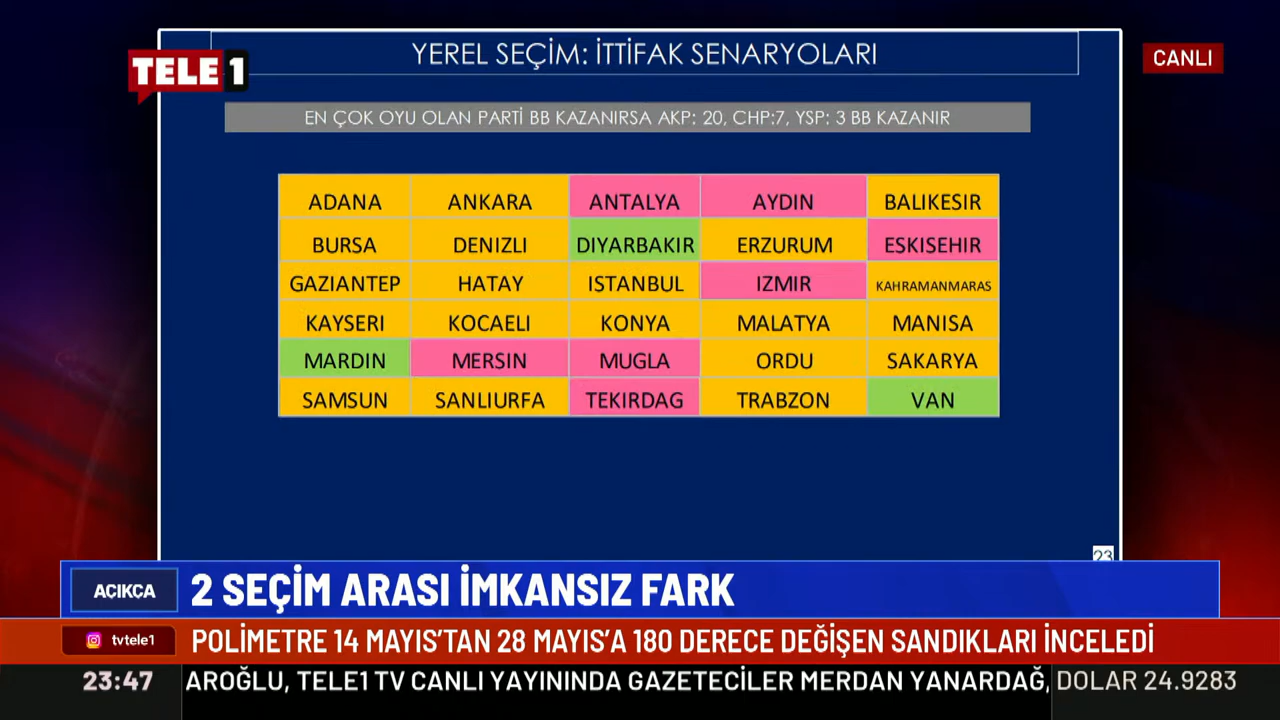 YEREL SEÇİM: İTTİFAK SENARYOLARI
TELE 1
CANLI
EN ÇOK OYU OLAN PARTİ BB KAZANIRSA AKP: 20, CHP:7, YSP: 3 BB KAZANIR
ADANA ANKARA ANTALYA AYDIN BALIKESIR
BURSA DENIZLI DIYARBAKIR ERZURUM ESKISEHIR
GAZIANTEP HATAY ISTANBUL IZMIR KAHRAMANMARAS
KAYSERI KOCAELI KONYA MALATYA MANISA
MARDIN MERSIN MUGLA ORDU SAKARYA
SAMSUN SANLIURFA TEKIRDAG TRABZON VAN
23
AÇIKÇA 2 SEÇİM ARASI İMKANSIZ FARK
tvtele1 POLİMETRE 14 MAYIS’TAN 28 MAYIS’A 180 DERECE DEĞİŞEN SANDIKLARI İNCELEDİ
23:47 AROĞLU, TELE1 TV CANLI YAYININDA GAZETECİLER MERDAN YANARDAĞ, DOLAR 24.9283